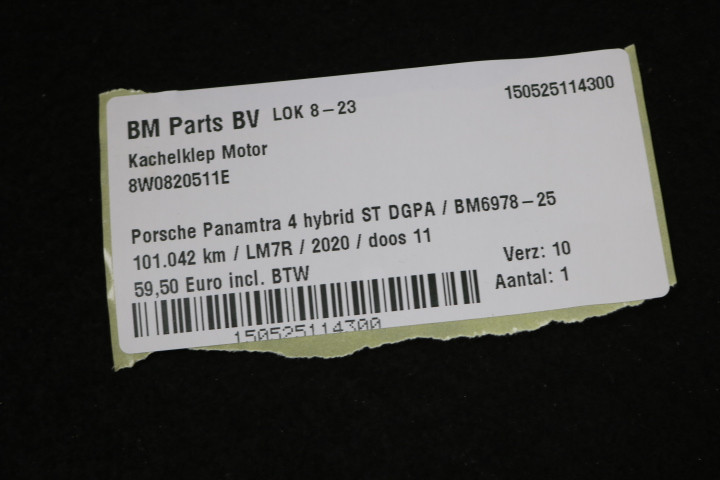 BM Parts BV LOK 8-23 150525114300
Kachelklep Motor
8W0820511E
Porsche Panamtra 4 hybrid ST DGPA / BM6978-25
101.042 km / LM7R / 2020 / doos 11
Verz: 10
59,50 Euro incl. BTW
Aantal: 1
150525114300